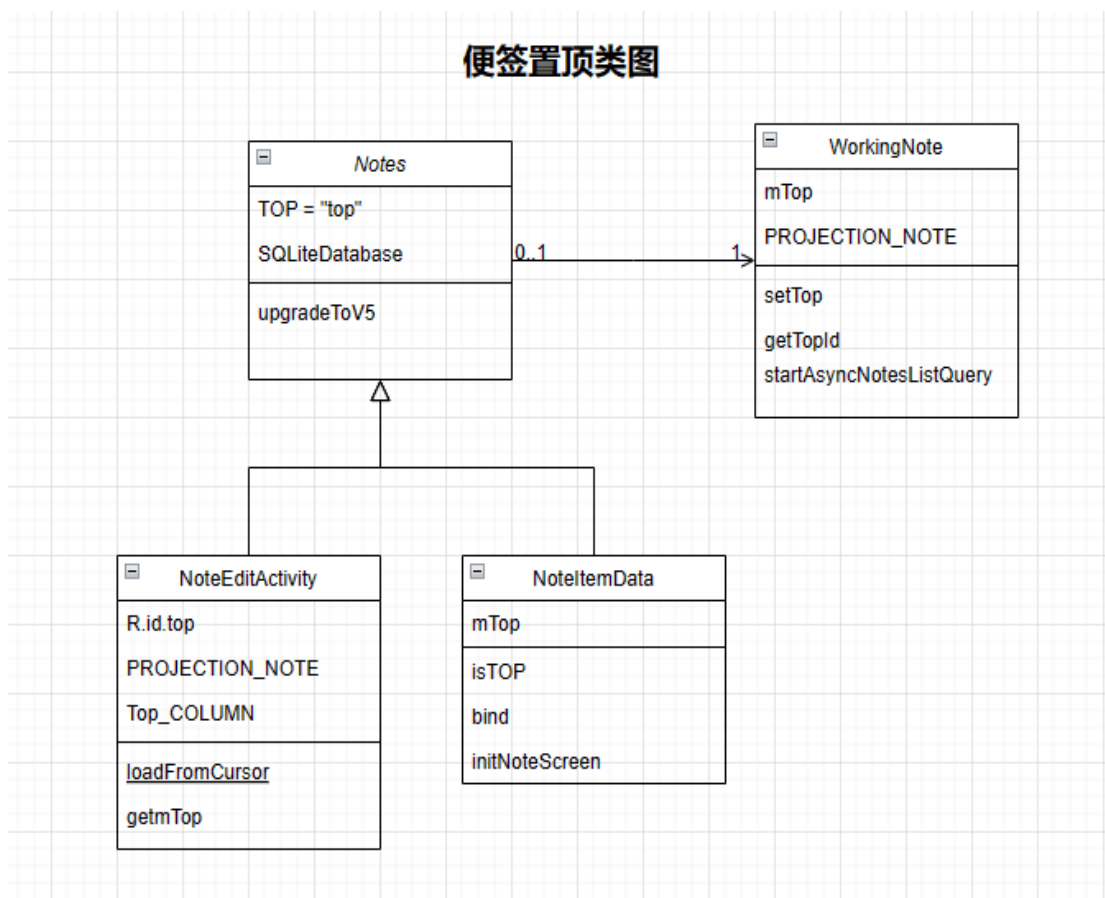 便签置顶类图
Notes
TOP = "top"
SQLiteDatabase
upgradeToV5
0..1
1
WorkingNote
mTop
PROJECTION_NOTE
setTop
getTopId
startAsyncNotesListQuery
NoteEditActivity
R.id.top
PROJECTION_NOTE
Top_COLUMN
loadFromCursor
getmTop
NoteItemData
mTop
isTOP
bind
initNoteScreen